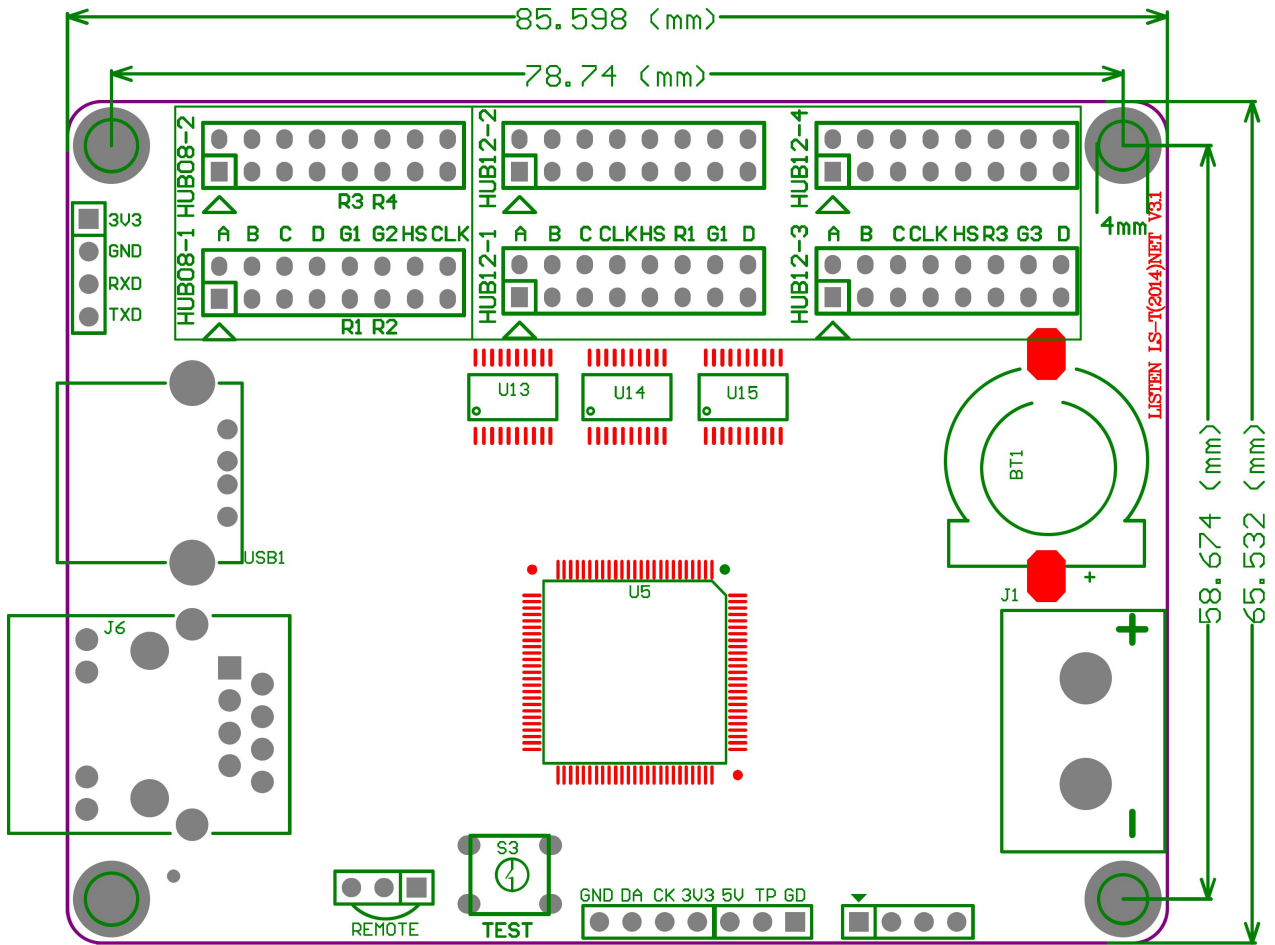 85.598 (mm)
78.74 (mm)
HUB08-2
HUB12-2
HUB12-4
R3 R4
3V3
GND
RXD
TXD
HUB08-1
A B C D G1 G2 HS CLK
HUB12-1
A B C CLK HS R1 G1 D
HUB12-3
A B C CLK HS R3 G3 D
4mm
LISTEN LS-T(2014)NET V3.1
R1 R2
U13
U14
U15
BT1
+
58.674 (mm)
65.532 (mm)
USB1
U5
J1
+
-
J6
S3
REMOTE
TEST
GND DA CK 3V3 5V TP GD